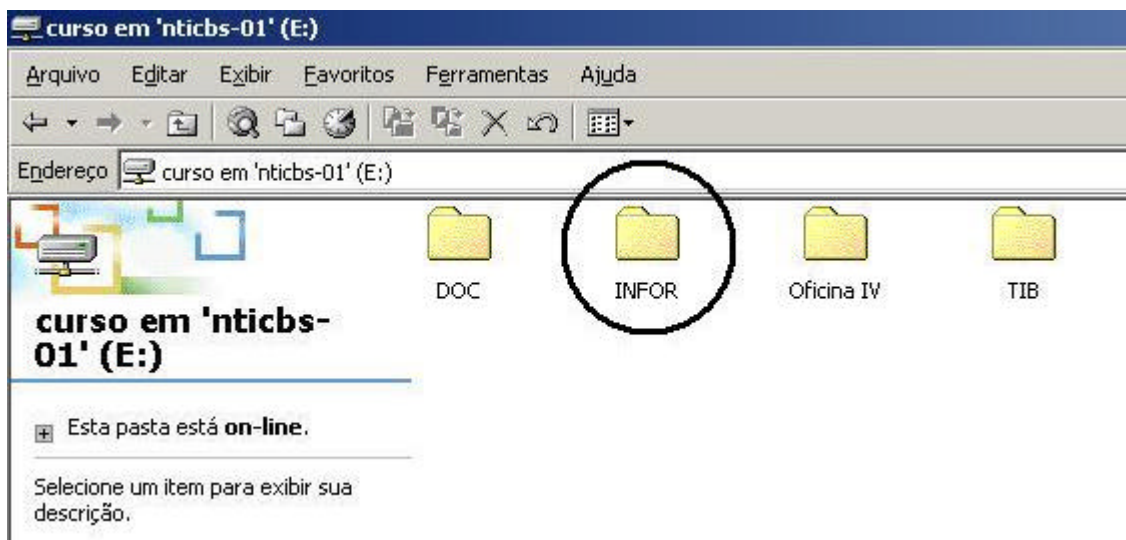 curso em 'nticbs-01' (E:)
Arquivo Editar Exibir Favoritos Ferramentas Ajuda
Endereço curso em 'nticbs-01' (E:)
DOC INFOR Oficina IV TIB
curso em 'nticbs-
01' (E:)
Esta pasta está on-line.
Selecione um item para exibir sua
descrição.